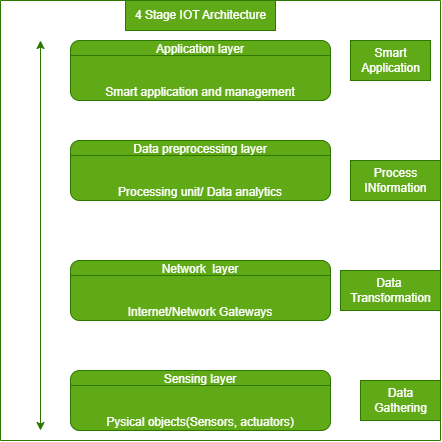 4 Stage IOT Architecture
Application layer
Smart application and management
Smart
Application
Data preprocessing layer
Processing unit/ Data analytics
Process
INformation
Network  layer
Internet/Network Gateways
Data
Transformation
Sensing layer
Pysical objects(Sensors, actuators)
Data
Gathering